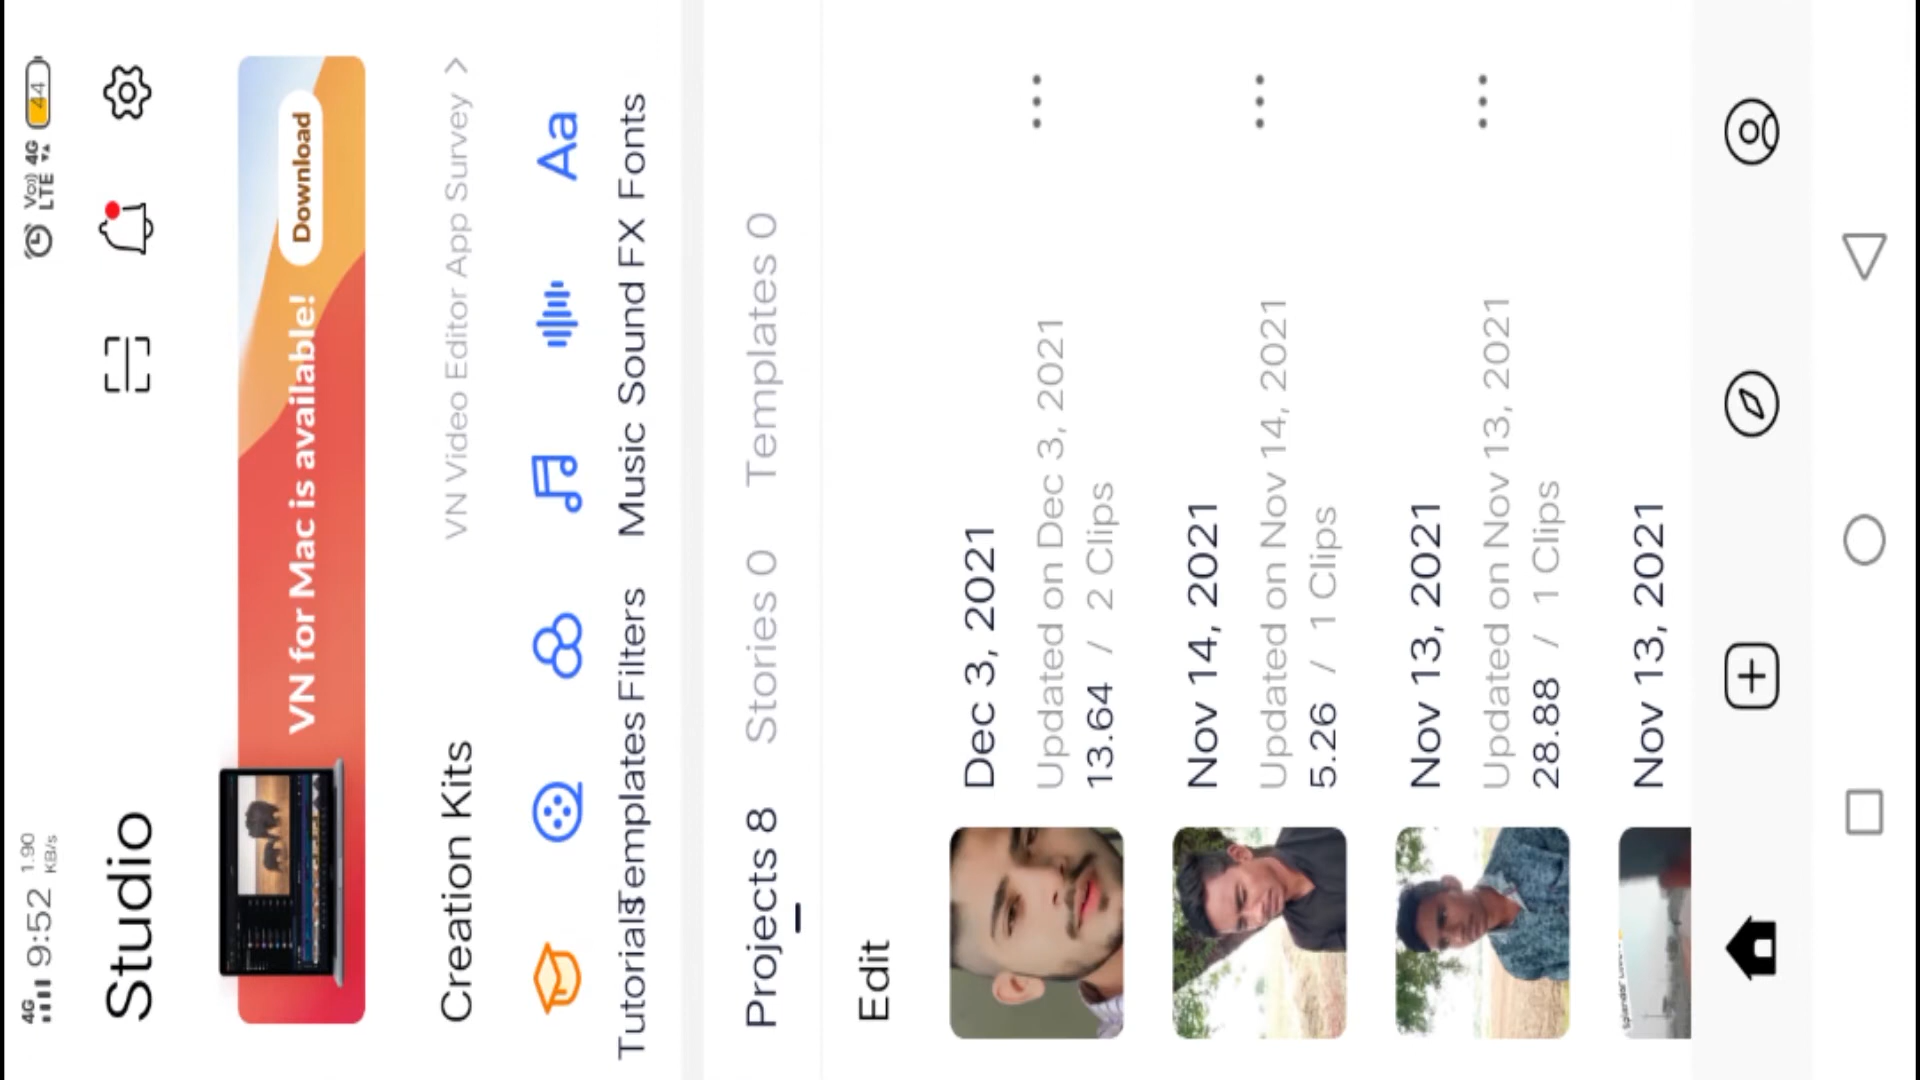 4G 9:52 1.90 KB/s Vo)) 4G LTE 44
Studio
VN for Mac is available! Download
Creation Kits VN Video Editor App Survey >
Tutorials Templates Filters Music Sound FX Fonts
Projects 8 Stories 0 Templates 0
Edit
Dec 3, 2021
Updated on Dec 3, 2021
13.64 / 2 Clips
Nov 14, 2021
Updated on Nov 14, 2021
5.26 / 1 Clips
Nov 13, 2021
Updated on Nov 13, 2021
28.88 / 1 Clips
Nov 13, 2021